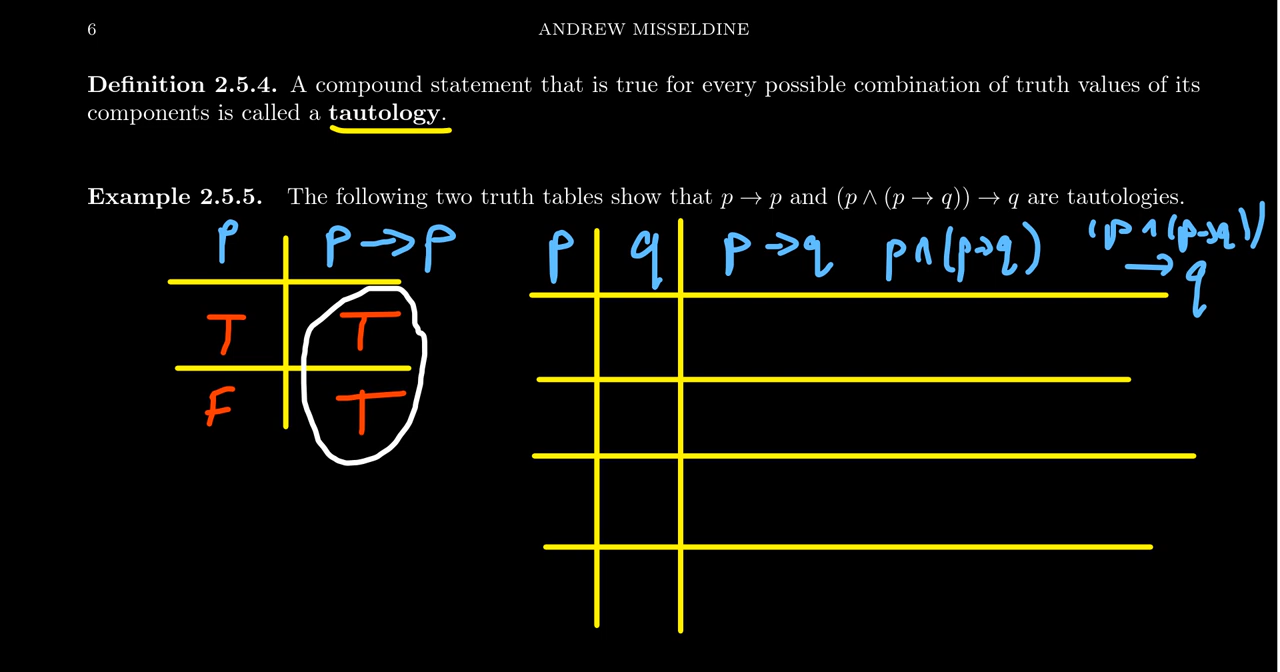 6 ANDREW MISSELDINE
Definition 2.5.4. A compound statement that is true for every possible combination of truth values of its
components is called a tautology.
Example 2.5.5. The following two truth tables show that p → p and (p ∧ (p → q)) → q are tautologies.
p p → p
T T
F T
p q p → q p ∧ (p → q) (p ∧ (p → q))
→ q